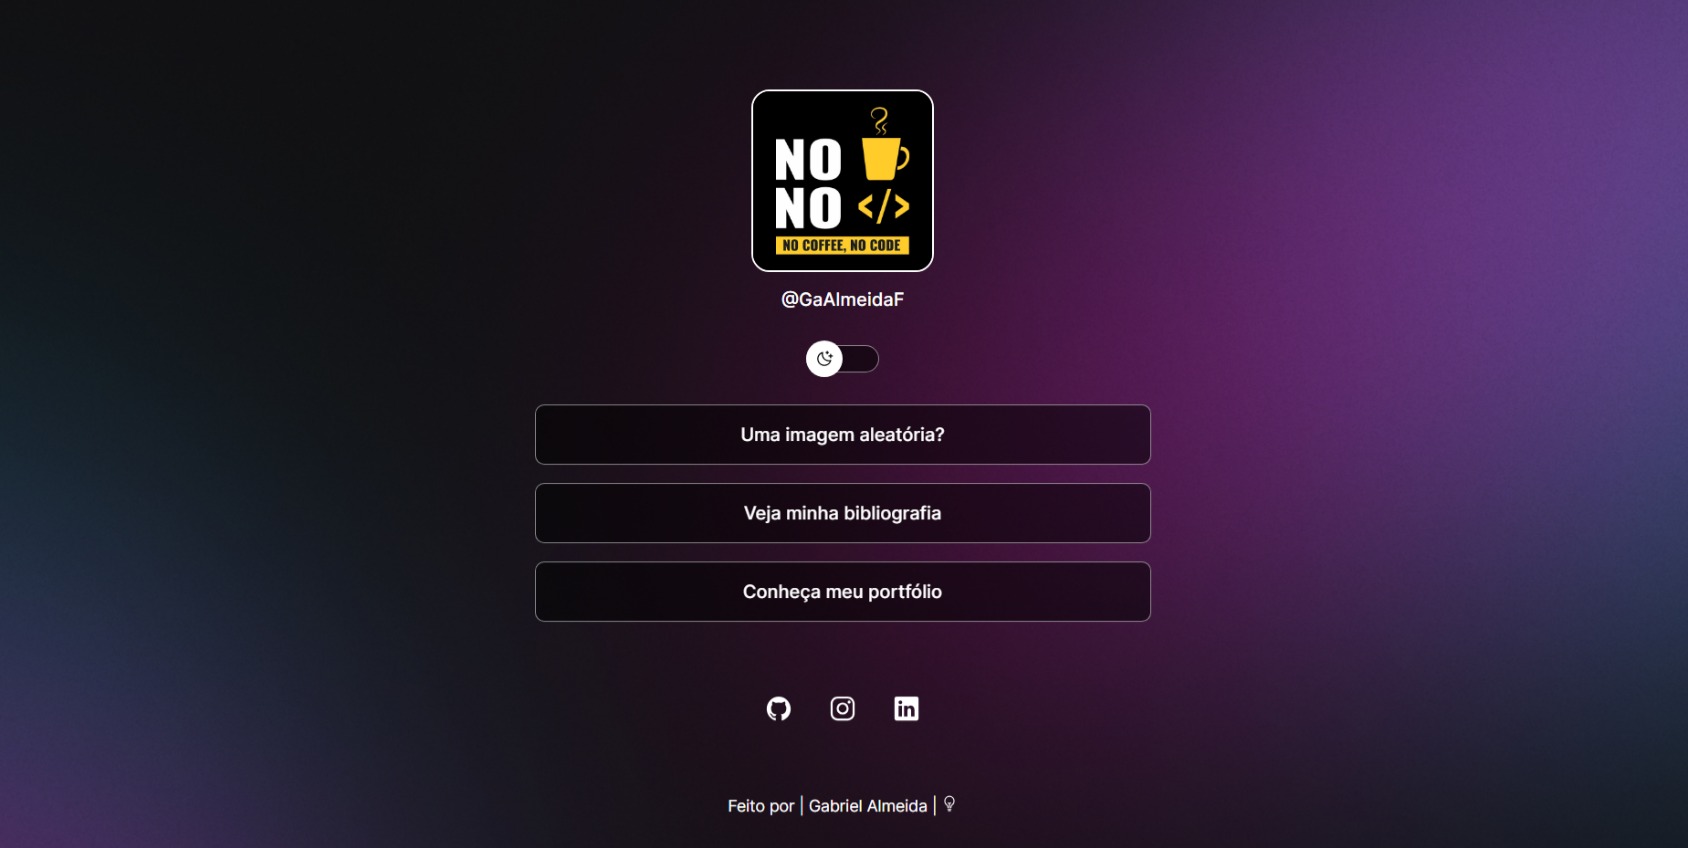 NO
NO </>
NO COFFEE, NO CODE
@GaAlmeidaF
Uma imagem aleatória?
Veja minha bibliografia
Conheça meu portfólio
in
Feito por | Gabriel Almeida |